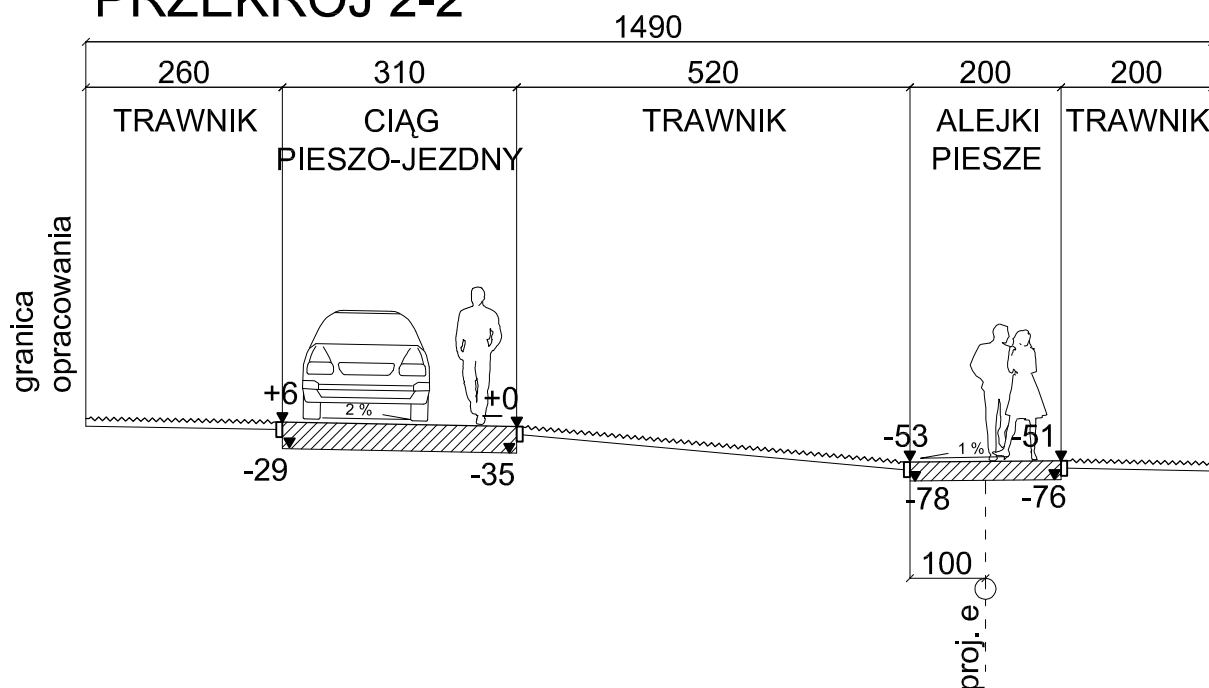 PRZEKRÓJ 2-2
1490
260 310 520 200 200
TRAWNIK CIĄG TRAWNIK ALEJKI TRAWNIK
PIESZO-JEZDNY PIESZE
granica
opracowania
+6 +0
2 %
-53 -51
1 %
-29 -35
-78 -76
100
proj. e